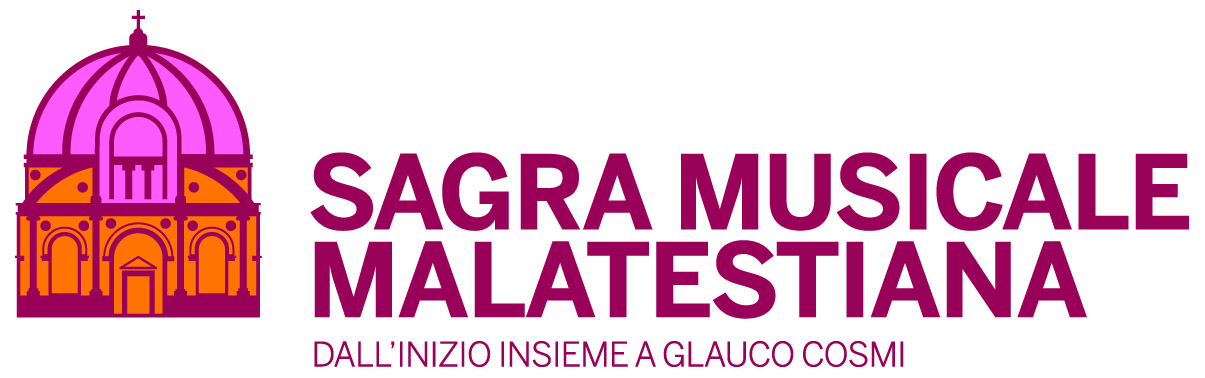 SAGRA MUSICALE
MALATESTIANA
DALL'INIZIO INSIEME A GLAUCO COSMI